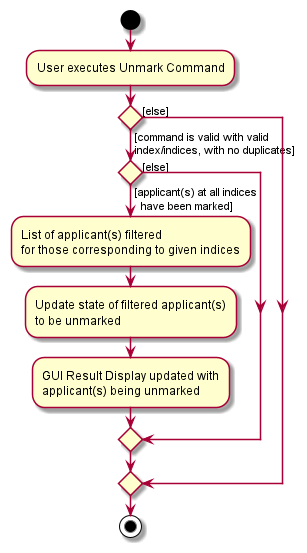 User executes Unmark Command
[else]
[command is valid with valid
index/indices, with no duplicates]
[else]
[applicant(s) at all indices
have been marked]
List of applicant(s) filtered
for those corresponding to given indices
Update state of filtered applicant(s)
to be unmarked
GUI Result Display updated with
applicant(s) being unmarked